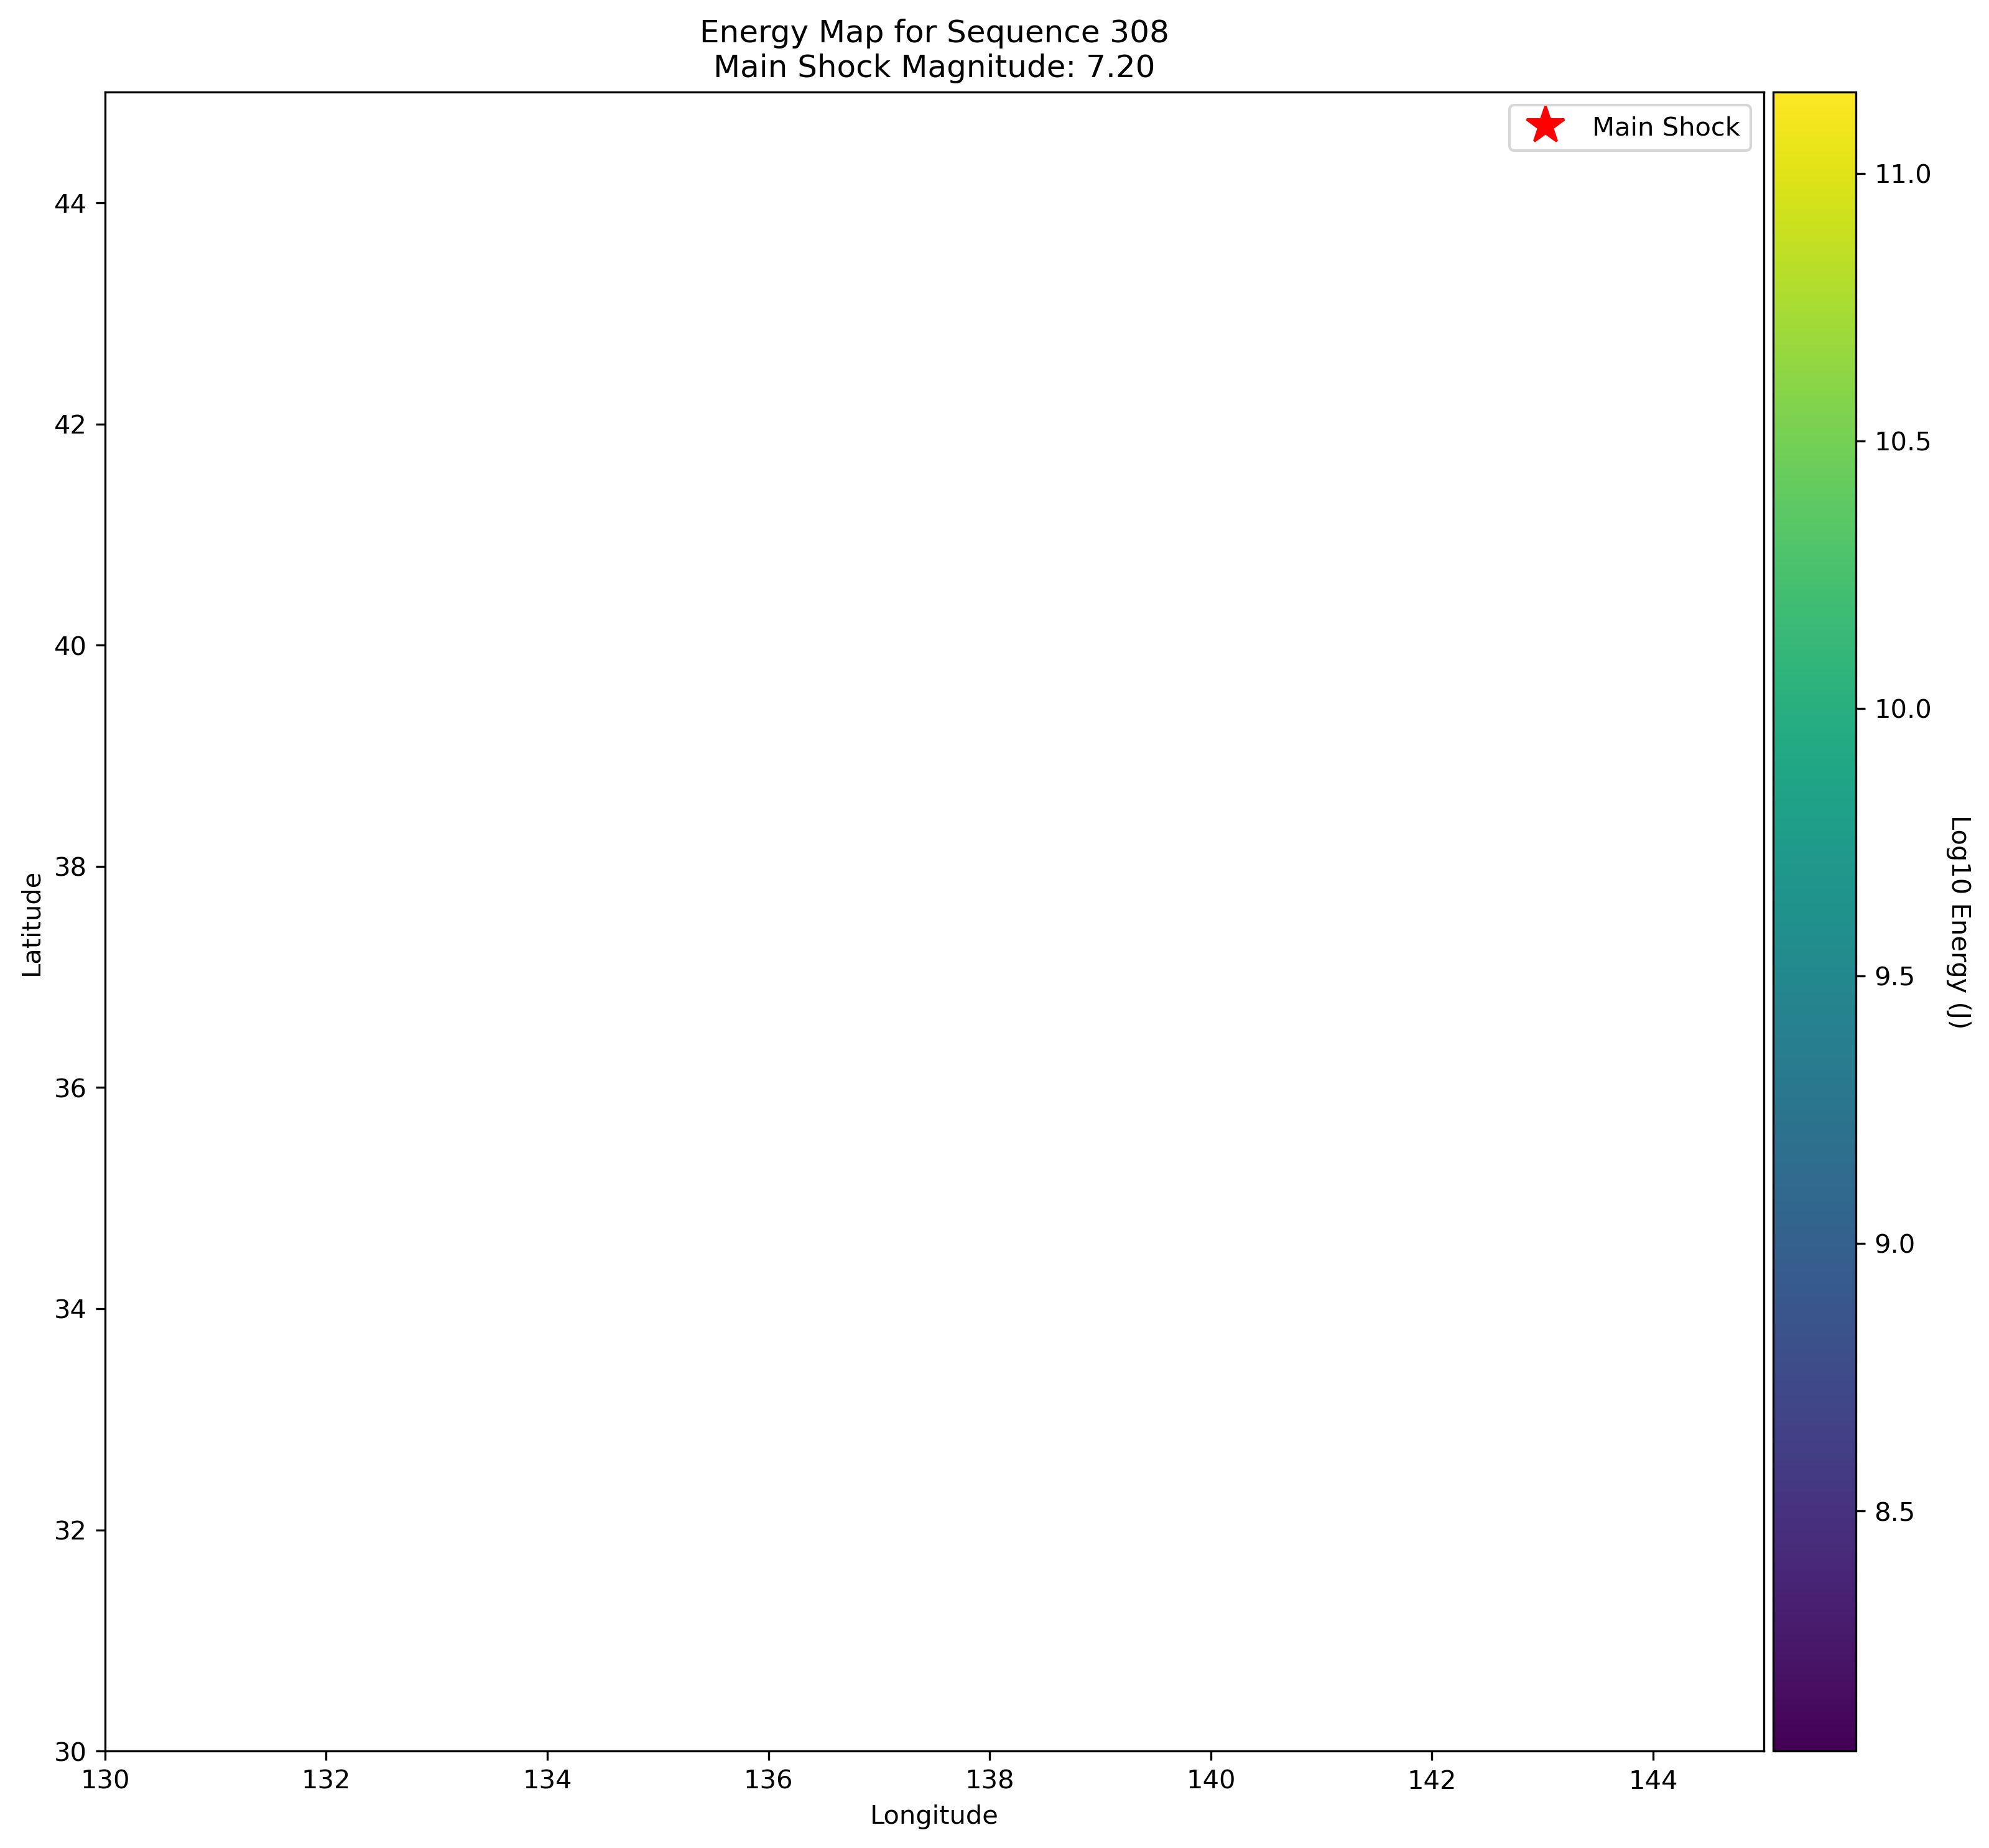 Energy Map for Sequence 308
Main Shock Magnitude: 7.20
Main Shock
44
42
40
38
36
34
32
30
Latitude
130 132 134 136 138 140 142 144
Longitude
11.0
10.5
10.0
9.5
9.0
8.5
Log10 Energy (J)